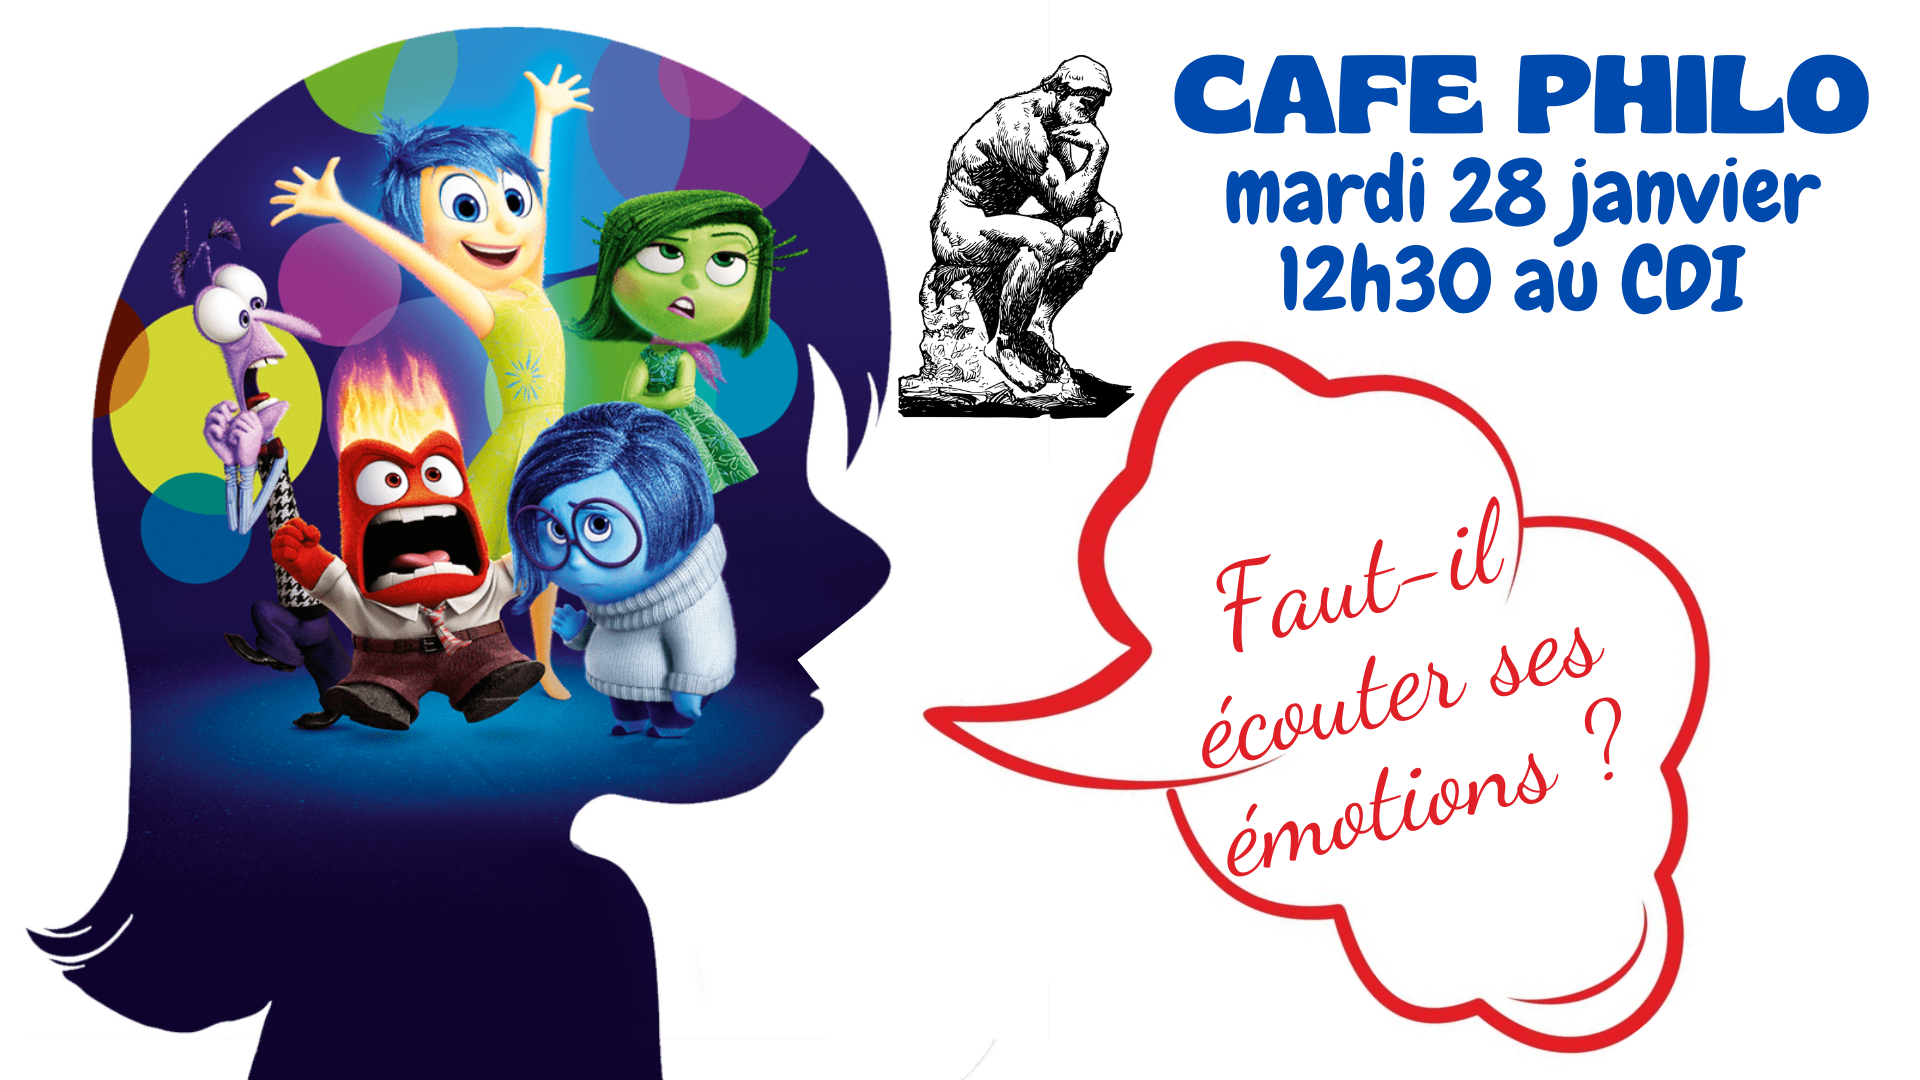 CAFE PHILO
mardi 28 janvier
12h30 au CDI
Faut-il
écouter ses
émotions ?